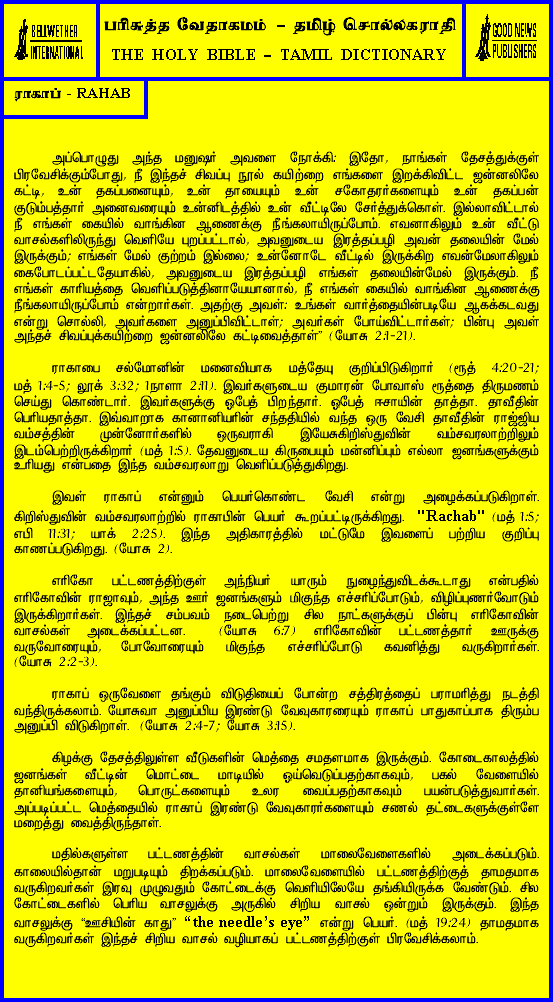 BELLWETHER
INTERNATIONAL
பரிசுத்த வேதாகமம் – தமிழ் சொல்லகராதி
THE HOLY BIBLE – TAMIL DICTIONARY
GOOD NEWS
PUBLISHERS
ராகாப் - RAHAB
அப்பொழுது அந்த மனுஷர் அவளை நோக்கி: இதோ, நாங்கள் தேசத்துக்குள்
பிரவேசிக்கும்போது, நீ இந்தச் சிவப்பு நூல் கயிற்றை எங்களை இறக்கிவிட்ட ஜன்னலிலே
கட்டி, உன் தகப்பனையும், உன் தாயையும் உன் சகோதரர்களையும் உன் தகப்பன்
குடும்பத்தார் அனைவரையும் உன்னிடத்தில் உன் வீட்டிலே சேர்த்துக்கொள். இல்லாவிட்டால்
நீ எங்கள் கையில் வாங்கின ஆணைக்கு நீங்கலாயிருப்போம். எவனாகிலும் உன் வீட்டு
வாசல்களிலிருந்து வெளியே புறப்பட்டால், அவனுடைய இரத்தப்பழி அவன் தலையின் மேல்
இருக்கும்; எங்கள் மேல் குற்றம் இல்லை; உன்னோடே வீட்டில் இருக்கிற எவன்மேலாகிலும்
கைபோடப்பட்டதேயாகில், அவனுடைய இரத்தப்பழி எங்கள் தலையின்மேல் இருக்கும். நீ
எங்கள் காரியத்தை வெளிப்படுத்தினாயேயானால், நீ எங்கள் கையில் வாங்கின ஆணைக்கு
நீங்கலாயிருப்போம் என்றார்கள். அதற்கு அவள்: உங்கள் வார்த்தையின்படியே ஆகக்கடவது
என்று சொல்லி, அவர்களை அனுப்பிவிட்டாள்; அவர்கள் போய்விட்டார்கள்; பின்பு அவள்
அந்தச் சிவப்புக்கயிற்றை ஜன்னலிலே கட்டிவைத்தாள்” (யோசு 2:1-21).
ராகாபை சல்மோனின் மனைவியாக மத்தேயு குறிப்பிடுகிறார் (ரூத் 4:20-21;
மத் 1:4-5; லூக் 3:32; 1நாளா 2:11). இவர்களுடைய குமாரன் போவாஸ் ரூத்தை திருமணம்
செய்து கொண்டார். இவர்களுக்கு ஓபேத் பிறந்தார். ஓபேத் ஈசாயின் தாத்தா. தாவீதின்
பெரியதாத்தா. இவ்வாறாக கானானியரின் சந்ததியில் வந்த ஒரு வேசி தாவீதின் ராஜ்ஜிய
வம்சத்தின் முன்னோர்களில் ஒருவராகி இயேசுகிறிஸ்துவின் வம்சவரலாற்றிலும்
இடம்பெற்றிருக்கிறார் (மத் 1:5). தேவனுடைய கிருபையும் மன்னிப்பும் எல்லா ஜனங்களுக்கும்
உரியது என்பதை இந்த வம்சவரலாறு வெளிப்படுத்துகிறது.
இவள் ராகாப் என்னும் பெயர்கொண்ட வேசி என்று அழைக்கப்படுகிறாள்.
கிறிஸ்துவின் வம்சவரலாற்றில் ராகாபின் பெயர் கூறப்பட்டிருக்கிறது. "Rachab" (மத் 1:5;
எபி 11:31; யாக் 2:25). இந்த அதிகாரத்தில் மட்டுமே இவளைப் பற்றிய குறிப்பு
காணப்படுகிறது. (யோசு 2).
எரிகோ பட்டணத்திற்குள் அந்நியர் யாரும் நுழைந்துவிடக்கூடாது என்பதில்
எரிகோவின் ராஜாவும், அந்த ஊர் ஜனங்களும் மிகுந்த எச்சரிப்போடும், விழிப்புணர்வோடும்
இருக்கிறார்கள். இந்தச் சம்பவம் நடைபெற்று சில நாட்களுக்குப் பின்பு எரிகோவின்
வாசல்கள் அடைக்கப்பட்டன. (யோசு 6:7) எரிகோவின் பட்டணத்தார் ஊருக்கு
வருவோரையும், போவோரையும் மிகுந்த எச்சரிப்போடு கவனித்து வருகிறார்கள்.
(யோசு 2:2-3).
ராகாப் ஒருவேளை தங்கும் விடுதியைப் போன்ற சத்திரத்தைப் பராமரித்து நடத்தி
வந்திருக்கலாம். யோசுவா அனுப்பிய இரண்டு வேவுகாரரையும் ராகாப் பாதுகாப்பாக திரும்ப
அனுப்பி விடுகிறாள். (யோசு 2:4-7; யோசு 3:15).
கிழக்கு தேசத்திலுள்ள வீடுகளின் மெத்தை சமதளமாக இருக்கும். கோடைகாலத்தில்
ஜனங்கள் வீட்டின் மொட்டை மாடியில் ஓய்வெடுப்பதற்காகவும், பகல் வேளையில்
தானியங்களையும், பொருட்களையும் உலர வைப்பதற்காகவும் பயன்படுத்துவார்கள்.
அப்படிப்பட்ட மெத்தையில் ராகாப் இரண்டு வேவுகாரர்களையும் சணல் தட்டைகளுக்குள்ளே
மறைத்து வைத்திருந்தாள்.
மதில்களுள்ள பட்டணத்தின் வாசல்கள் மாலைவேளைகளில் அடைக்கப்படும்.
காலையில்தான் மறுபடியும் திறக்கப்படும். மாலைவேளையில் பட்டணத்திற்குத் தாமதமாக
வருகிறவர்கள் இரவு முழுவதும் கோட்டைக்கு வெளியிலேயே தங்கியிருக்க வேண்டும். சில
கோட்டைகளில் பெரிய வாசலுக்கு அருகில் சிறிய வாசல் ஒன்றும் இருக்கும். இந்த
வாசலுக்கு “ஊசியின் காது” “the needle’s eye” என்று பெயர். (மத் 19:24) தாமதமாக
வருகிறவர்கள் இந்தச் சிறிய வாசல் வழியாகப் பட்டணத்திற்குள் பிரவேசிக்கலாம்.